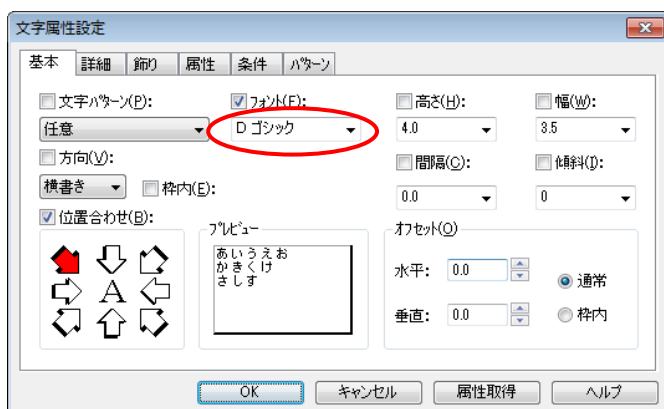 文字属性設定
基本 詳細 飾り 属性 条件 パターン
文字パターン(P): フォント(F): 高さ(H): 幅(W):
任意 D ゴシック 4.0 3.5
方向(V): 間隔(C): 傾斜(I):
横書き 枠内(E): 0.0 0
位置合わせ(B): プレビュー オフセット(O)
あいうえお
かきくけ
さしす
A
水平: 0.0 通常
垂直: 0.0 枠内
OK キャンセル 属性取得 ヘルプ